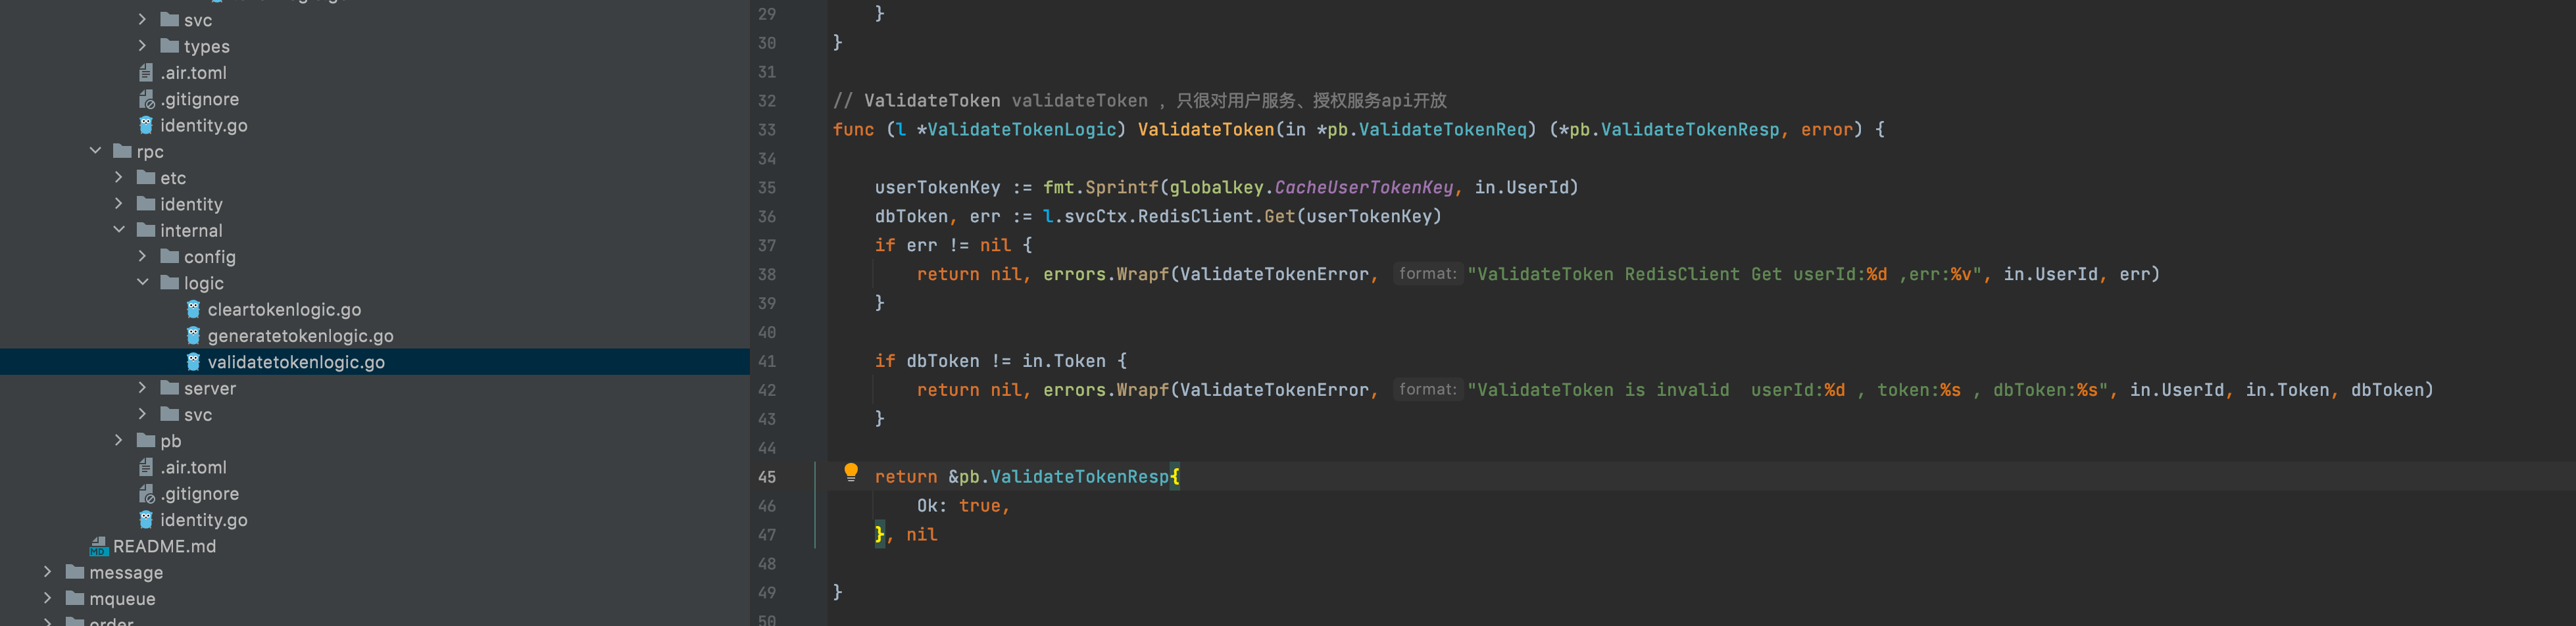 svc
types
.air.toml
.gitignore
identity.go
rpc
etc
identity
internal
config
logic
cleartokenlogic.go
generatetokenlogic.go
validatetokenlogic.go
server
svc
pb
.air.toml
.gitignore
identity.go
README.md
message
mqueue
order
29 }
30 }
31
32 // ValidateToken validateToken ，只很对用户服务、授权服务api开放
33 func (l *ValidateTokenLogic) ValidateToken(in *pb.ValidateTokenReq) (*pb.ValidateTokenResp, error) {
34
35 userTokenKey := fmt.Sprintf(globalkey.CacheUserTokenKey, in.UserId)
36 dbToken, err := l.svcCtx.RedisClient.Get(userTokenKey)
37 if err != nil {
38 return nil, errors.Wrapf(ValidateTokenError, format: "ValidateToken RedisClient Get userId:%d ,err:%v", in.UserId, err)
39 }
40
41 if dbToken != in.Token {
42 return nil, errors.Wrapf(ValidateTokenError, format: "ValidateToken is invalid  userId:%d , token:%s , dbToken:%s", in.UserId, in.Token, dbToken)
43 }
44
45 return &pb.ValidateTokenResp{
46 Ok: true,
47 }, nil
48
49 }
50